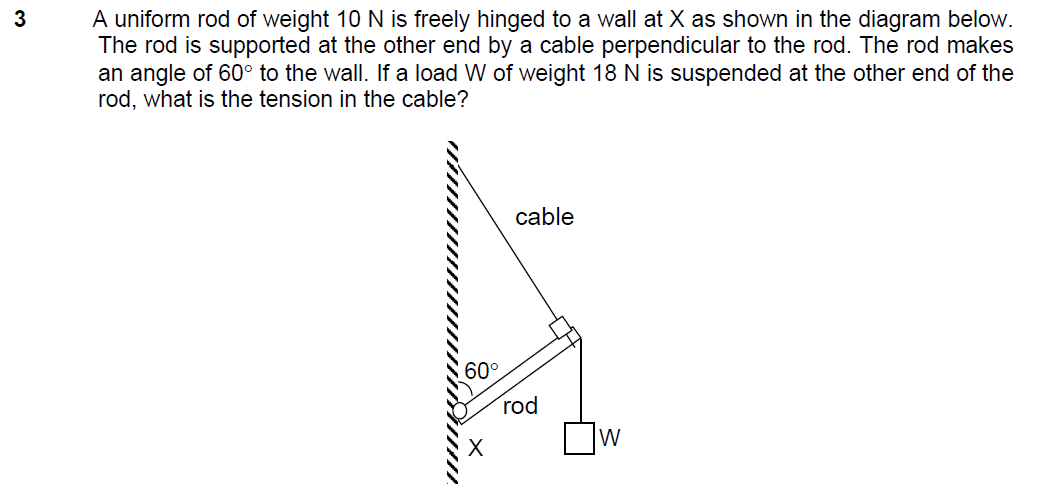 3 A uniform rod of weight 10 N is freely hinged to a wall at X as shown in the diagram below.
The rod is supported at the other end by a cable perpendicular to the rod. The rod makes
an angle of 60° to the wall. If a load W of weight 18 N is suspended at the other end of the
rod, what is the tension in the cable?
cable
60°
rod
W
X